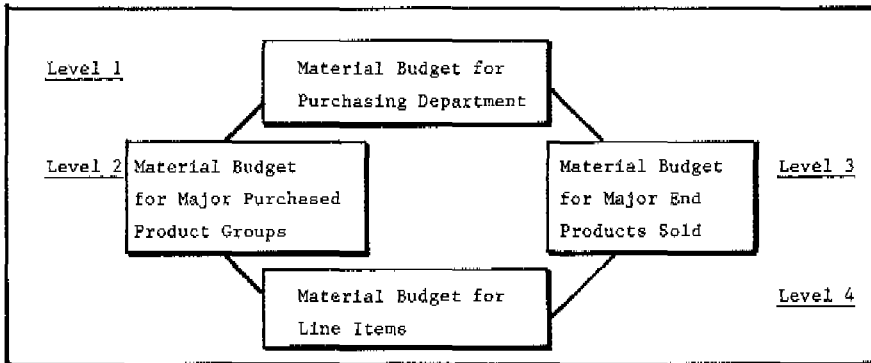 Level 1
Material Budget for
Purchasing Department
Level 2
Material Budget
for Major Purchased
Product Groups
Material Budget
for Major End
Products Sold
Level 3
Material Budget for
Line Items
Level 4